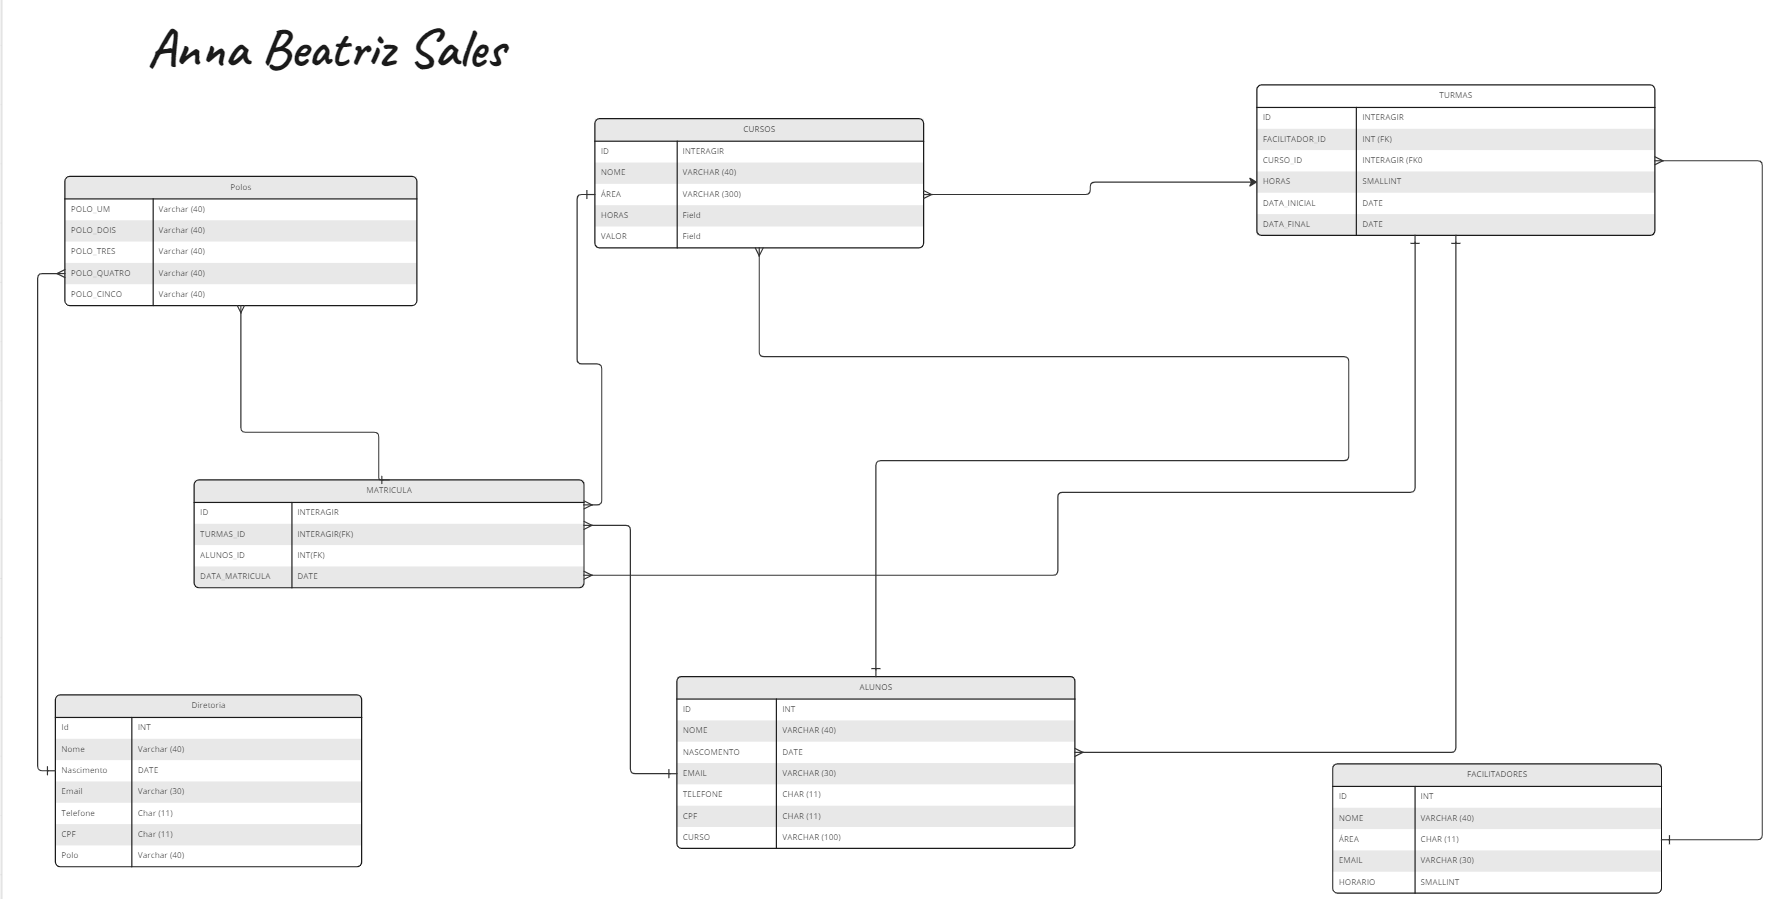 Anna Beatriz Sales
TURMAS
ID INTERAGIR
FACILITADOR_ID INT (FK)
CURSO_ID INTERAGIR (FK0
HORAS SMALLINT
DATA_INICIAL DATE
DATA_FINAL DATE
CURSOS
ID INTERAGIR
NOME VARCHAR (40)
ÁREA VARCHAR (300)
HORAS Field
VALOR Field
Polos
POLO_UM Varchar (40)
POLO_DOIS Varchar (40)
POLO_TRES Varchar (40)
POLO_QUATRO Varchar (40)
POLO_CINCO Varchar (40)
MATRICULA
ID INTERAGIR
TURMAS_ID INTERAGIR(FK)
ALUNOS_ID INT(FK)
DATA_MATRICULA DATE
Diretoria
Id INT
Nome Varchar (40)
Nascimento DATE
Email Varchar (30)
Telefone Char (11)
CPF Char (11)
Polo Varchar (40)
ALUNOS
ID INT
NOME VARCHAR (40)
NASCOMENTO DATE
EMAIL VARCHAR (30)
TELEFONE CHAR (11)
CPF CHAR (11)
CURSO VARCHAR (100)
FACILITADORES
ID INT
NOME VARCHAR (40)
ÁREA CHAR (11)
EMAIL VARCHAR (30)
HORARIO SMALLINT